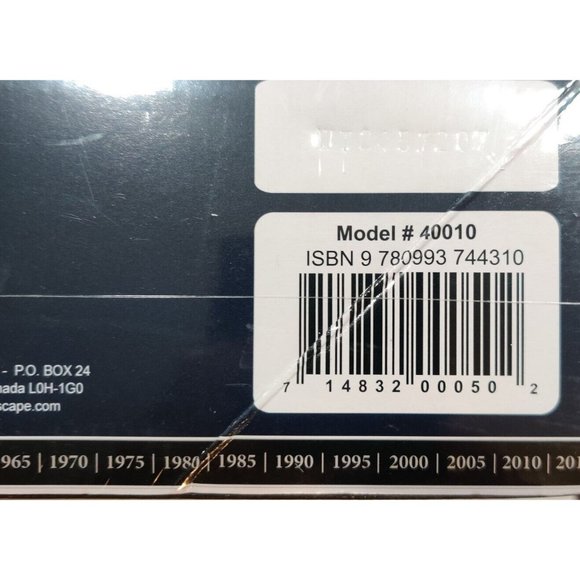 Model # 40010
ISBN 9 780993 744310
7 14832 00050 2
- P.O. BOX 24
nada L0H-1G0
scape.com
965 | 1970 | 1975 | 1980 | 1985 | 1990 | 1995 | 2000 | 2005 | 2010 | 201